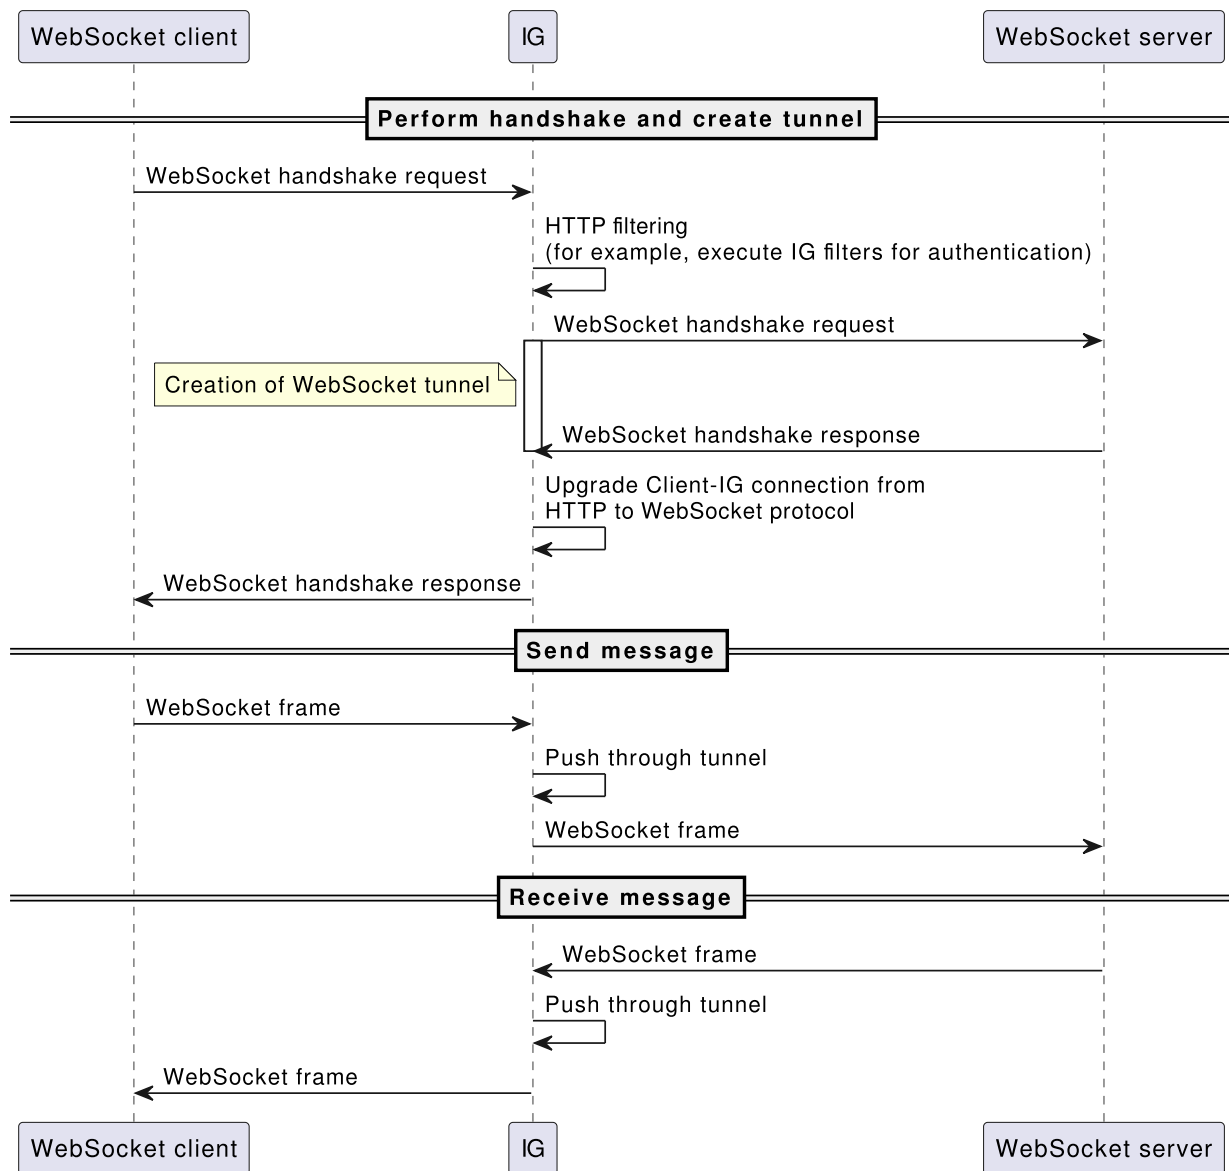 WebSocket client
IG
WebSocket server
Perform handshake and create tunnel
WebSocket handshake request
HTTP filtering
(for example, execute IG filters for authentication)
WebSocket handshake request
Creation of WebSocket tunnel
WebSocket handshake response
Upgrade Client-IG connection from
HTTP to WebSocket protocol
WebSocket handshake response
Send message
WebSocket frame
Push through tunnel
WebSocket frame
Receive message
WebSocket frame
Push through tunnel
WebSocket frame
WebSocket client
IG
WebSocket server